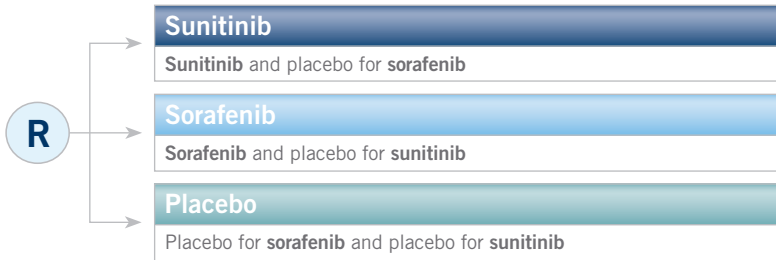 Sunitinib
Sunitinib and placebo for sorafenib
R
Sorafenib
Sorafenib and placebo for sunitinib
Placebo
Placebo for sorafenib and placebo for sunitinib